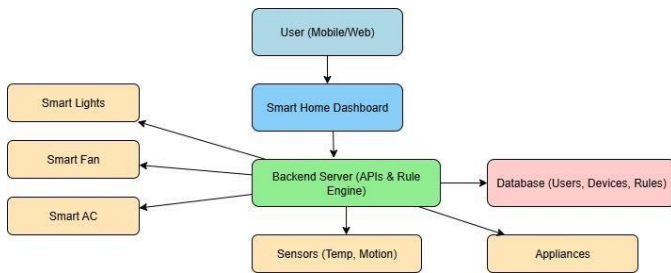 User (Mobile/Web)
Smart Lights
Smart Home Dashboard
Smart Fan
Backend Server (APIs & Rule
Engine)
Database (Users, Devices, Rules)
Smart AC
Sensors (Temp, Motion)
Appliances